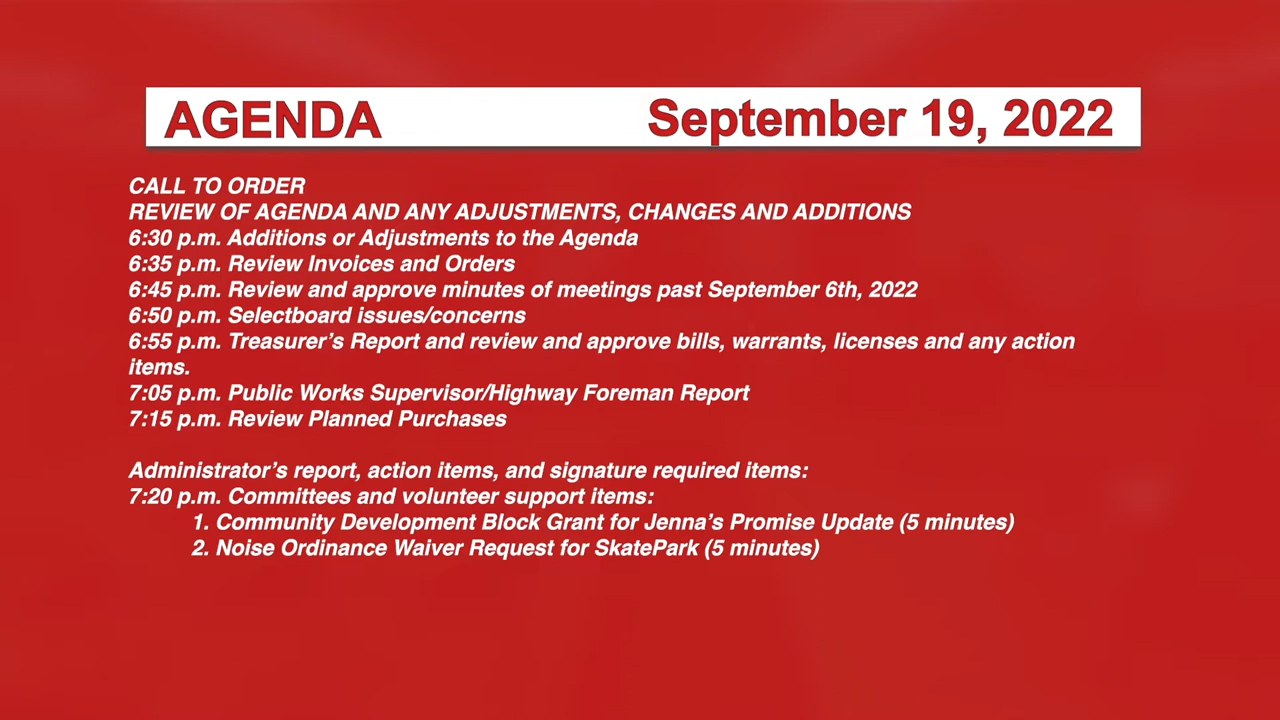 AGENDA September 19, 2022
CALL TO ORDER
REVIEW OF AGENDA AND ANY ADJUSTMENTS, CHANGES AND ADDITIONS
6:30 p.m. Additions or Adjustments to the Agenda
6:35 p.m. Review Invoices and Orders
6:45 p.m. Review and approve minutes of meetings past September 6th, 2022
6:50 p.m. Selectboard issues/concerns
6:55 p.m. Treasurer’s Report and review and approve bills, warrants, licenses and any action
items.
7:05 p.m. Public Works Supervisor/Highway Foreman Report
7:15 p.m. Review Planned Purchases
Administrator’s report, action items, and signature required items:
7:20 p.m. Committees and volunteer support items:
1. Community Development Block Grant for Jenna’s Promise Update (5 minutes)
2. Noise Ordinance Waiver Request for SkatePark (5 minutes)